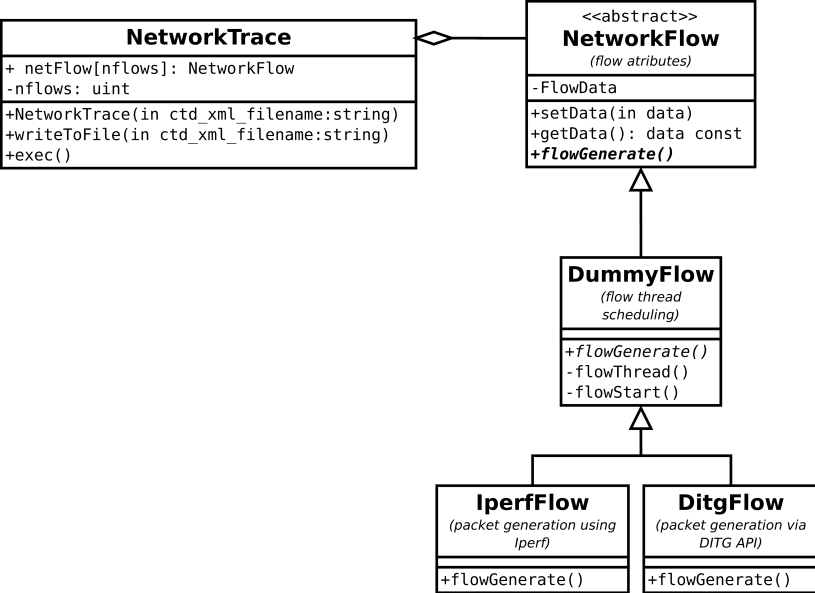 NetworkTrace
+ netFlow[nflows]: NetworkFlow
-nflows: uint
+NetworkTrace(in ctd_xml_filename:string)
+writeToFile(in ctd_xml_filename:string)
+exec()
<<abstract>>
NetworkFlow
(flow atributes)
-FlowData
+setData(in data)
+getData(): data const
+flowGenerate()
DummyFlow
(flow thread
scheduling)
+flowGenerate()
-flowThread()
-flowStart()
IperfFlow
(packet generation using
Iperf)
+flowGenerate()
DitgFlow
(packet generation via
DITG API)
+flowGenerate()